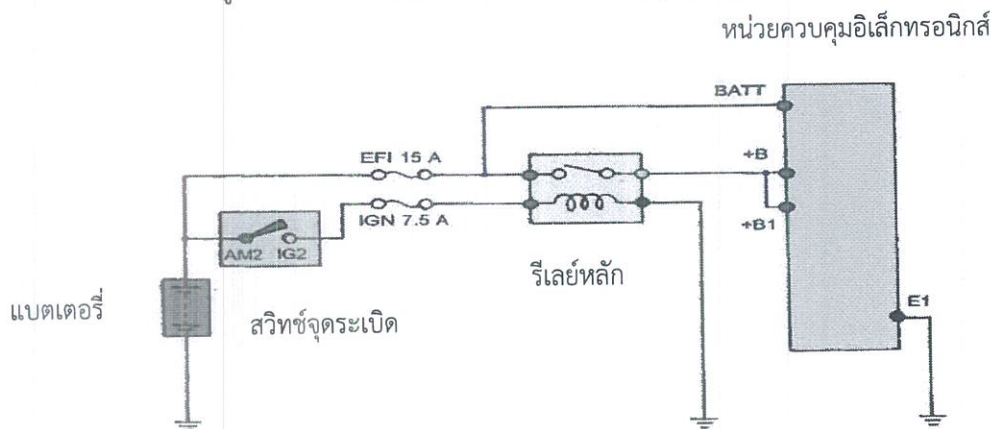 หน่วยควบคุมอิเล็กทรอนิกส์
BATT
EFI 15 A
+B
IGN 7.5 A
+B1
AM2 IG2
รีเลย์หลัก
แบตเตอรี่
สวิทช์จุดระเบิด
E1